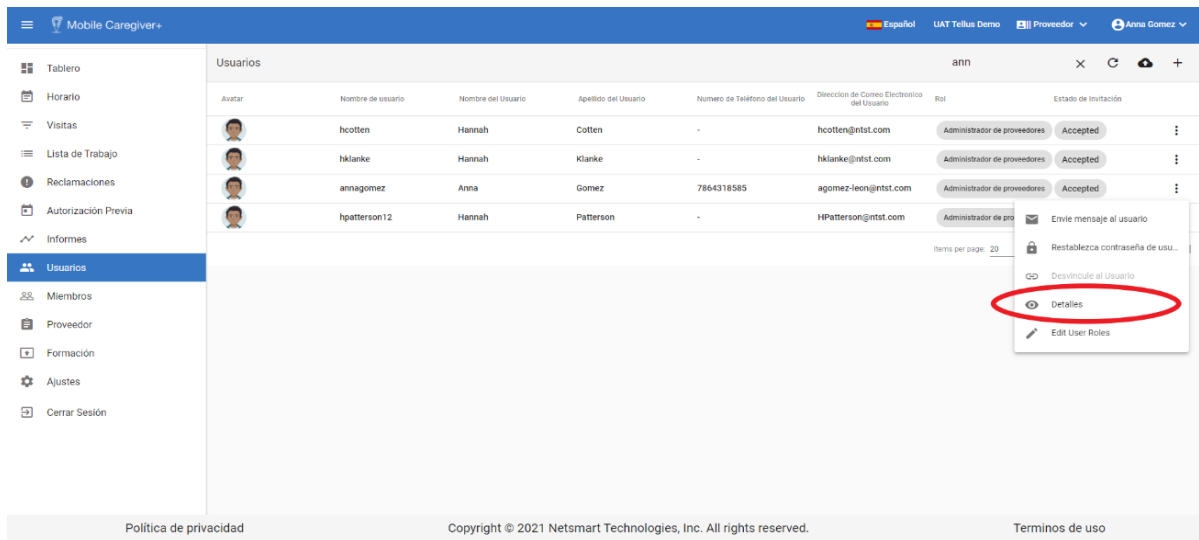 Mobile Caregiver+
Español
UAT Tellus Demo
Proveedor
Anna Gomez
Tablero
Horario
Visitas
Lista de Trabajo
Reclamaciones
Autorización Previa
Informes
Usuarios
Miembros
Proveedor
Formación
Ajustes
Cerrar Sesión
Usuarios
ann
Avatar
Nombre de usuario
Nombre del Usuario
Apellido del Usuario
Numero de Teléfono del Usuario
Direccion de Correo Electronico
del Usuario
Rol
Estado de Invitación
hcotten Hannah Cotten - hcotten@ntst.com Administrador de proveedores Accepted
hklanke Hannah Klanke - hklanke@ntst.com Administrador de proveedores Accepted
annagomez Anna Gomez 7864318585 agomez-leon@ntst.com Administrador de proveedores Accepted
hpatterson12 Hannah Patterson - HPatterson@ntst.com Administrador de pro
Items per page: 20
Envie mensaje al usuario
Restablezca contraseña de usu...
Desvincule al Usuario
Detalles
Edit User Roles
Política de privacidad
Copyright © 2021 Netsmart Technologies, Inc. All rights reserved.
Terminos de uso